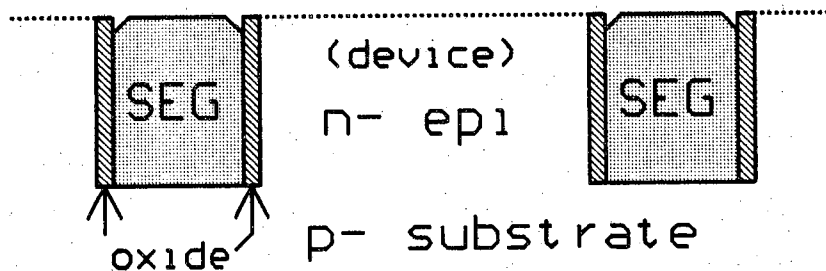 (device)
SEG
n- epi
SEG
p- substrate
oxide